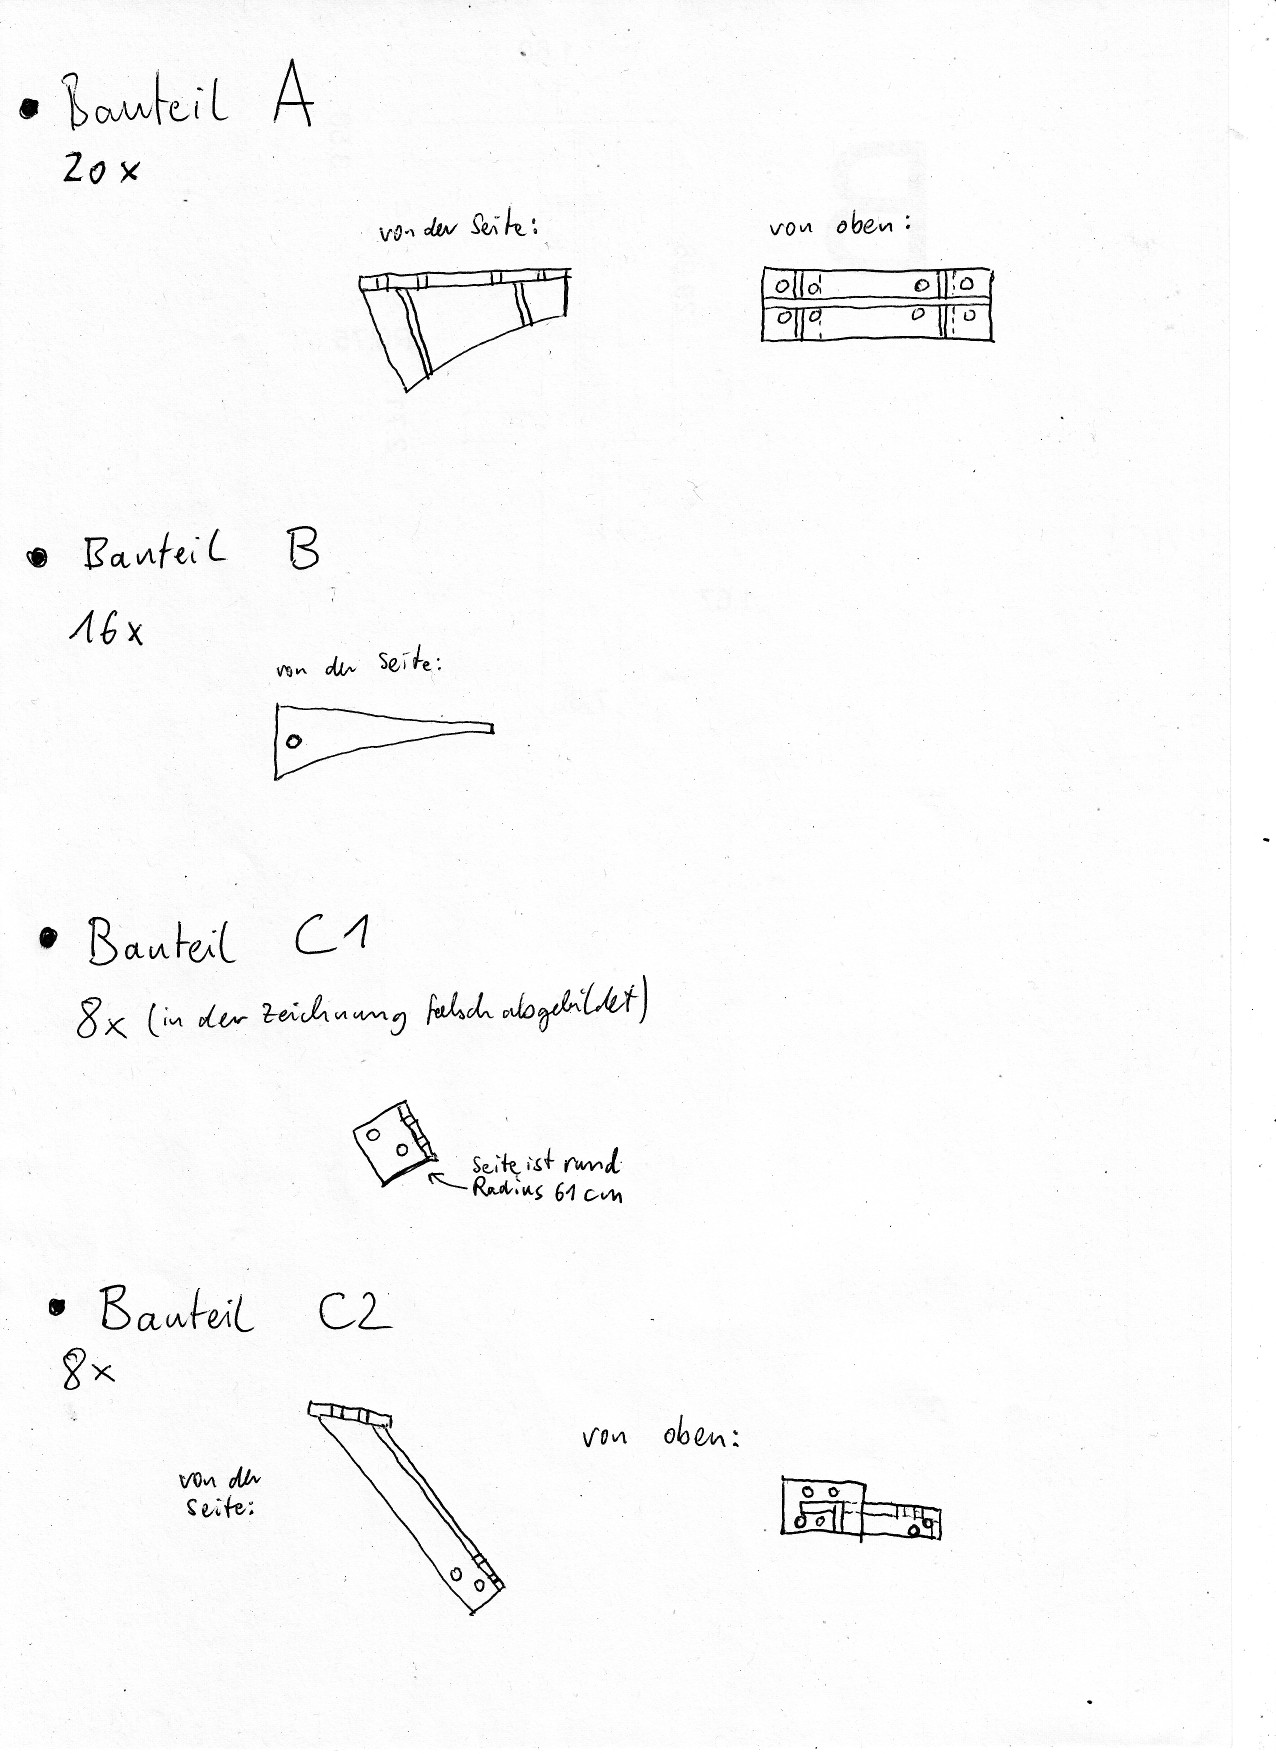 • Bauteil A
20x
von der Seite:
von oben:
• Bauteil B
16x
von der Seite:
• Bauteil C1
8x (in der Zeichnung falsch abgebildet)
Seite ist rund
Radius 61 cm
• Bauteil C2
8x
von der
Seite:
von oben: